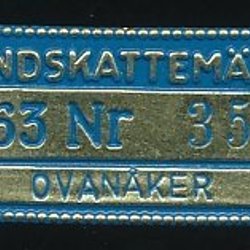 NDSKATTEMÄ
63 Nr 35
OVANÅKER